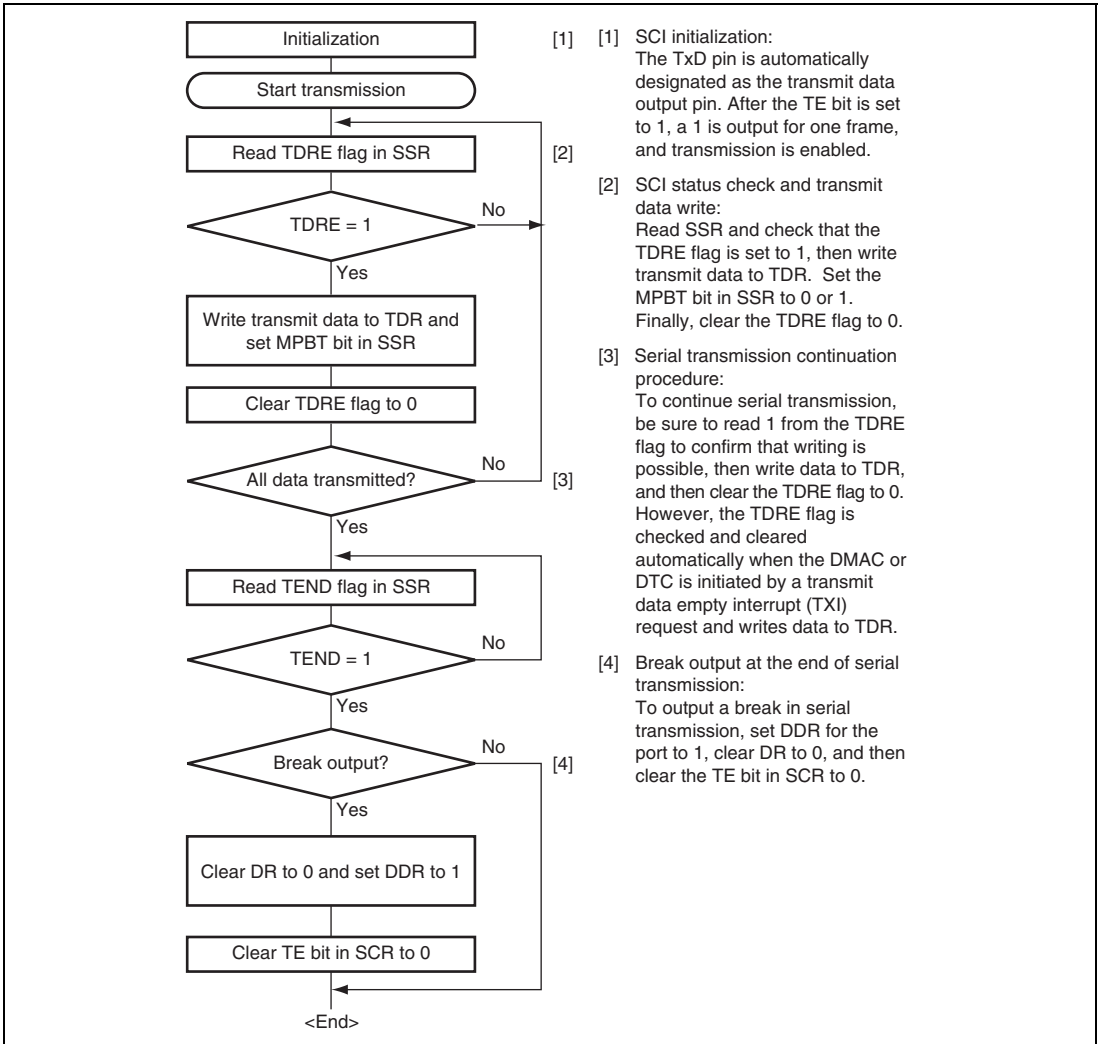 Initialization
[1]
Start transmission
Read TDRE flag in SSR
[2]
TDRE = 1
No
Yes
Write transmit data to TDR and
set MPBT bit in SSR
Clear TDRE flag to 0
All data transmitted?
No
[3]
Yes
Read TEND flag in SSR
TEND = 1
No
Yes
Break output?
No
[4]
Yes
Clear DR to 0 and set DDR to 1
Clear TE bit in SCR to 0
<End>
[1] SCI initialization:
The TxD pin is automatically
designated as the transmit data
output pin. After the TE bit is set
to 1, a 1 is output for one frame,
and transmission is enabled.
[2] SCI status check and transmit
data write:
Read SSR and check that the
TDRE flag is set to 1, then write
transmit data to TDR. Set the
MPBT bit in SSR to 0 or 1.
Finally, clear the TDRE flag to 0.
[3] Serial transmission continuation
procedure:
To continue serial transmission,
be sure to read 1 from the TDRE
flag to confirm that writing is
possible, then write data to TDR,
and then clear the TDRE flag to 0.
However, the TDRE flag is
checked and cleared
automatically when the DMAC or
DTC is initiated by a transmit
data empty interrupt (TXI)
request and writes data to TDR.
[4] Break output at the end of serial
transmission:
To output a break in serial
transmission, set DDR for the
port to 1, clear DR to 0, and then
clear the TE bit in SCR to 0.